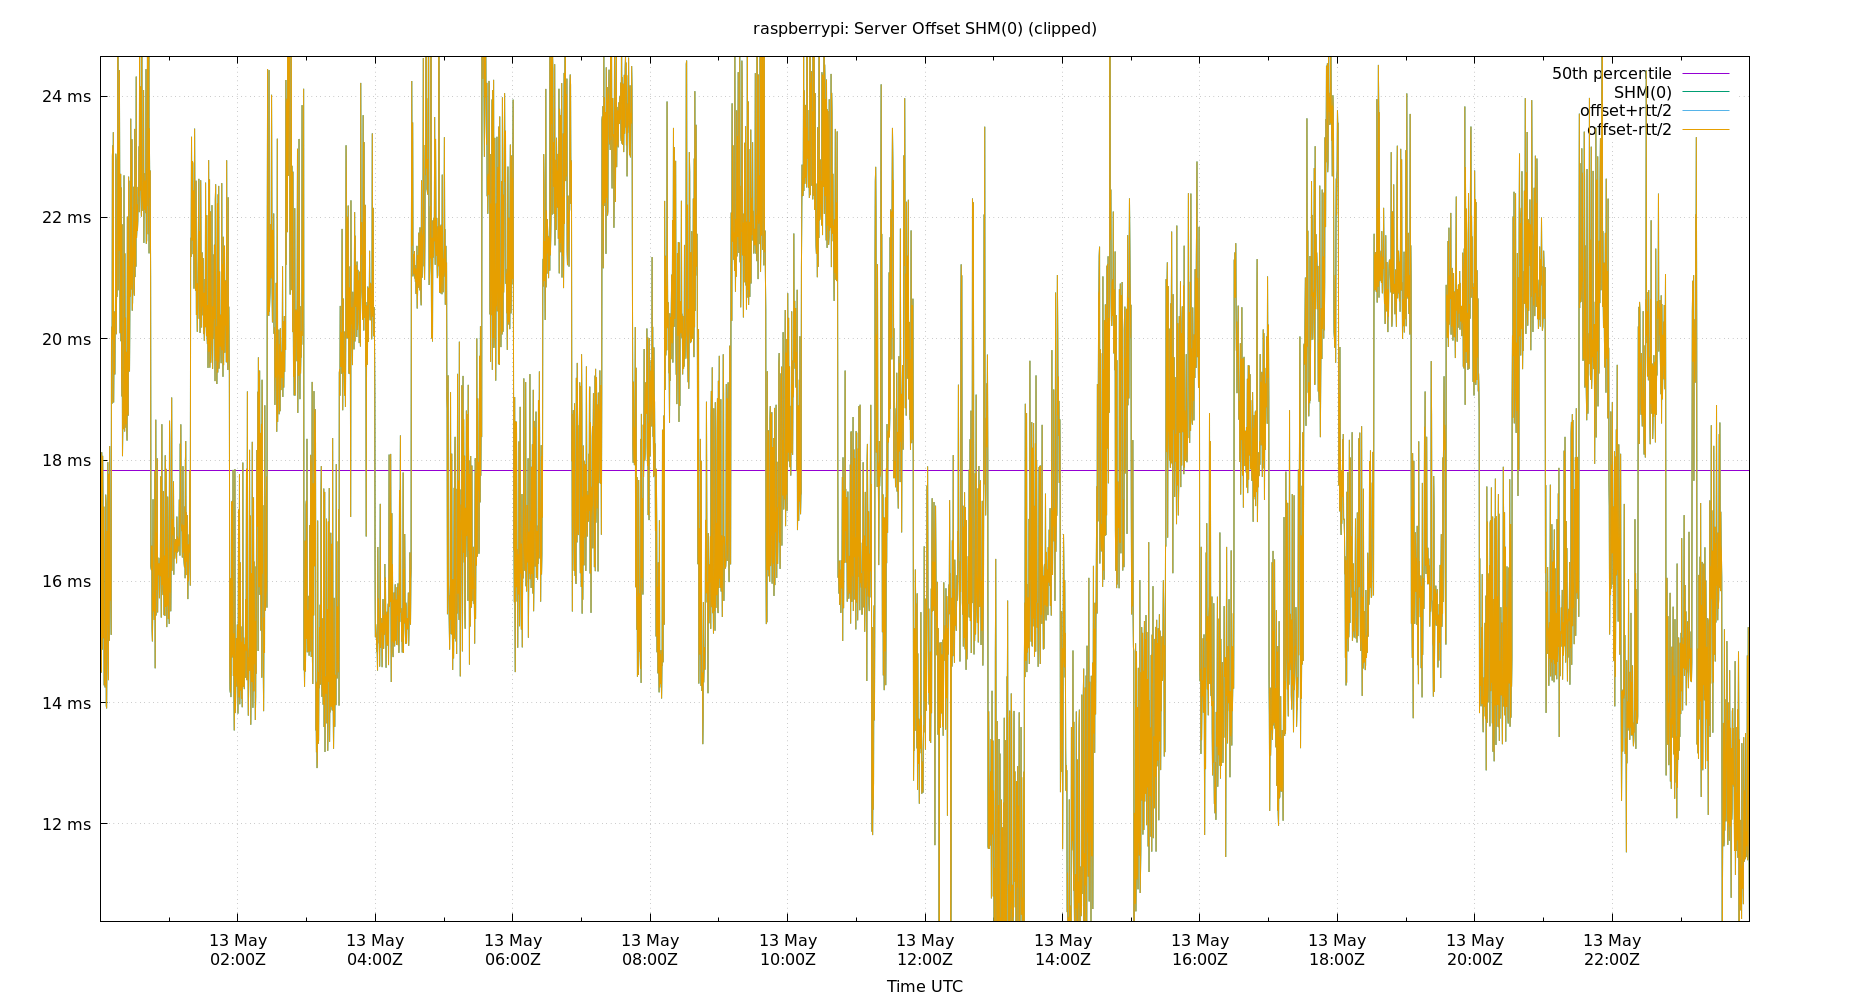 raspberrypi: Server Offset SHM(0) (clipped)
50th percentile
SHM(0)
offset+rtt/2
offset-rtt/2
24 ms
22 ms
20 ms
18 ms
16 ms
14 ms
12 ms
13 May 13 May 13 May 13 May 13 May 13 May 13 May 13 May 13 May 13 May 13 May
02:00Z 04:00Z 06:00Z 08:00Z 10:00Z 12:00Z 14:00Z 16:00Z 18:00Z 20:00Z 22:00Z
Time UTC